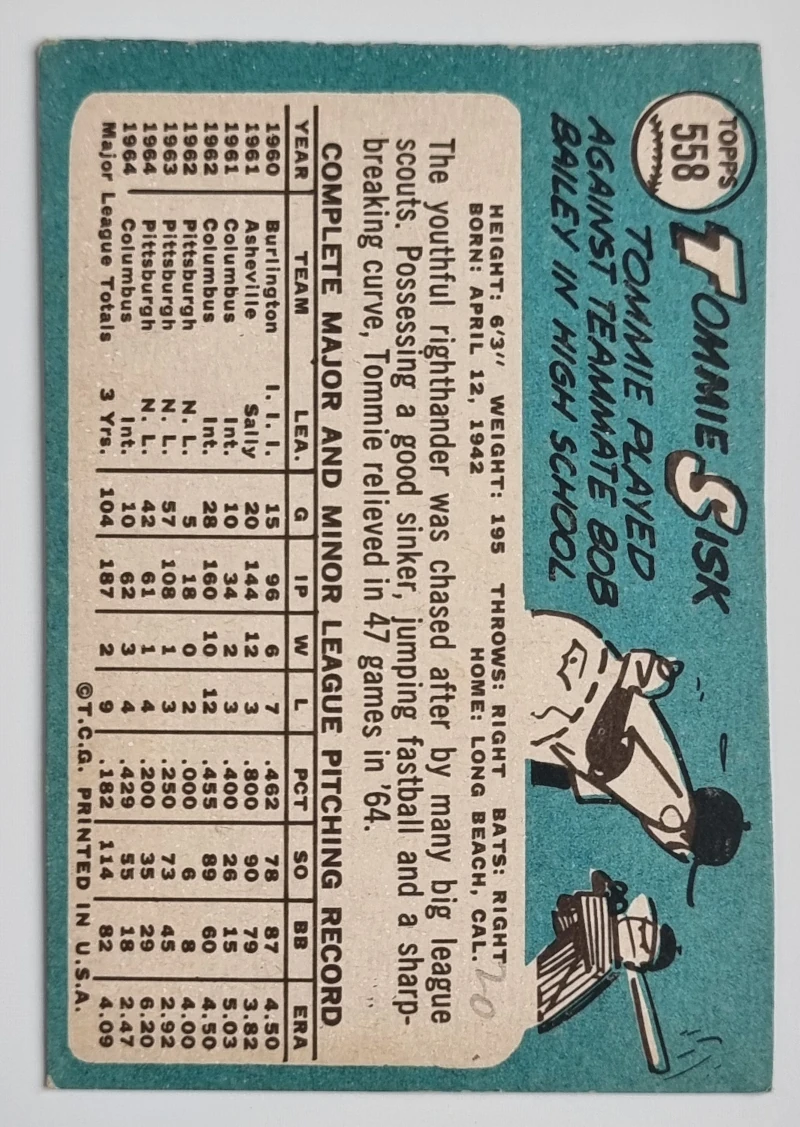 TOPPS
558
TOMMIE SISK
TOMMIE PLAYED
AGAINST TEAMMATE BOB
BAILEY IN HIGH SCHOOL
HEIGHT: 6'3" WEIGHT: 195 THROWS: RIGHT BATS: RIGHT
BORN: APRIL 12, 1942 HOME: LONG BEACH, CAL.
20
The youthful righthander was chased after by many big league
scouts. Possessing a good sinker, jumping fastball and a sharp-
breaking curve, Tommie relieved in 47 games in '64.
COMPLETE MAJOR AND MINOR LEAGUE PITCHING RECORD
YEAR TEAM LEA. G IP W L PCT SO BB ERA
1960 Burlington I. I. I. 15 96 6 7 .462 78 87 4.50
1961 Asheville Sally 20 144 12 3 .800 90 79 3.82
1961 Columbus Int. 10 34 2 3 .400 26 15 5.03
1962 Columbus Int. 28 160 10 12 .455 89 60 4.50
1962 Pittsburgh N. L. 5 18 0 2 .000 6 8 4.00
1963 Pittsburgh N. L. 57 108 1 3 .250 73 45 2.92
1964 Pittsburgh N. L. 42 61 1 4 .200 35 29 6.20
1964 Columbus Int. 10 62 3 4 .429 55 18 2.47
Major League Totals 3 Yrs. 104 187 2 9 .182 114 82 4.09
©T.C.G. PRINTED IN U.S.A.